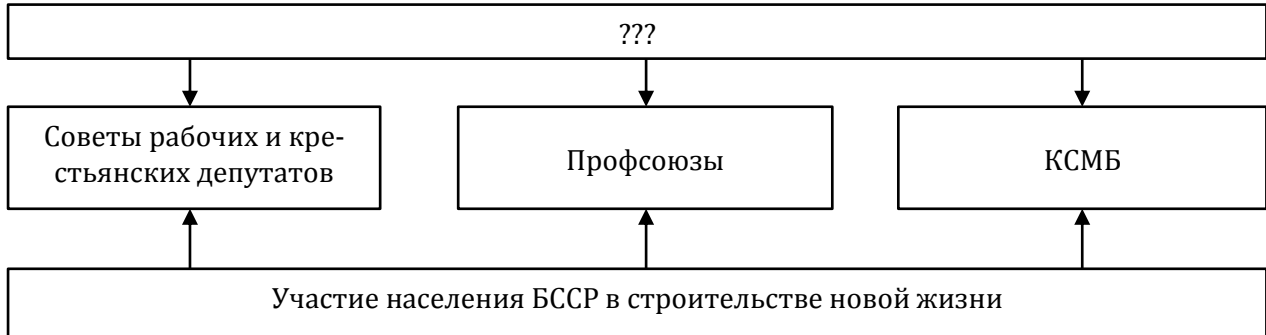 ???
Советы рабочих и кре-
стьянских депутатов
Профсоюзы
КСМБ
Участие населения БССР в строительстве новой жизни